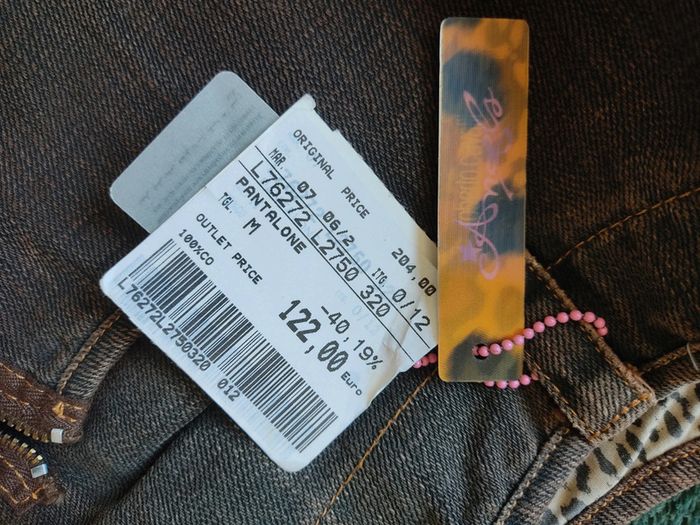 ORIGINAL PRICE
204,00
MAR 07 06/2 ITG. 0/12
L76272 L2750 320
PANTALONE
TGL. M
-40,19%
OUTLET PRICE
122,00 Euro
100%CO
L76272L2750320 012